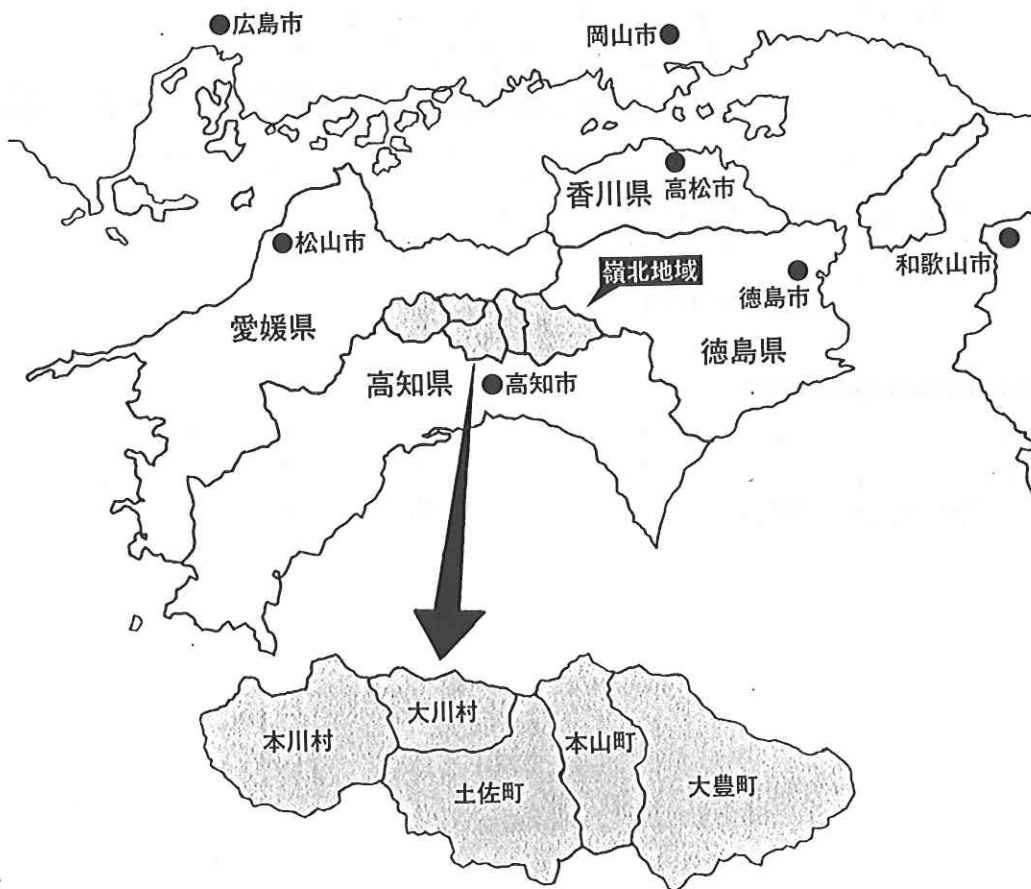 広島市
岡山市
香川県
高松市
松山市
和歌山市
嶺北地域
徳島市
愛媛県
徳島県
高知県
高知市
大川村
本川村
本山町
土佐町
大豊町